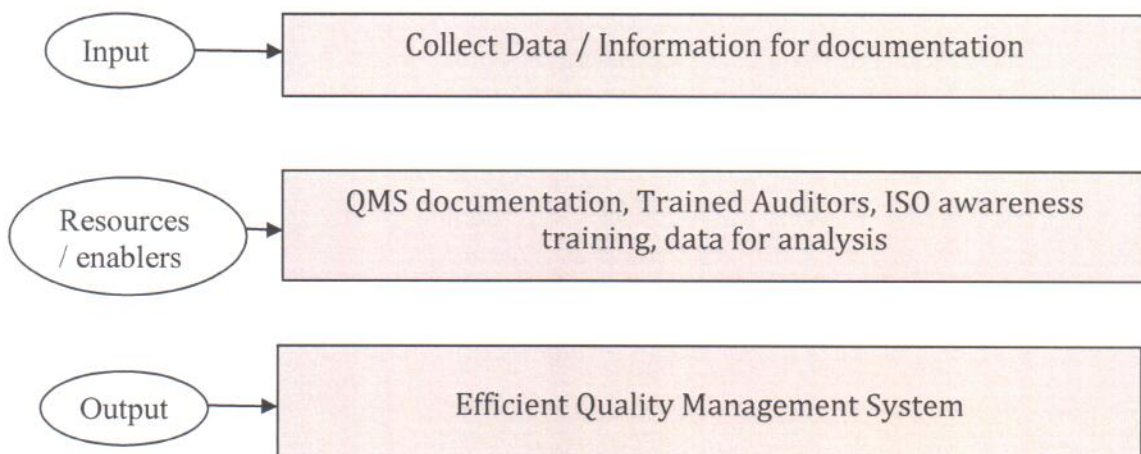 Input
Collect Data / Information for documentation
Resources
/ enablers
QMS documentation, Trained Auditors, ISO awareness
training, data for analysis
Output
Efficient Quality Management System